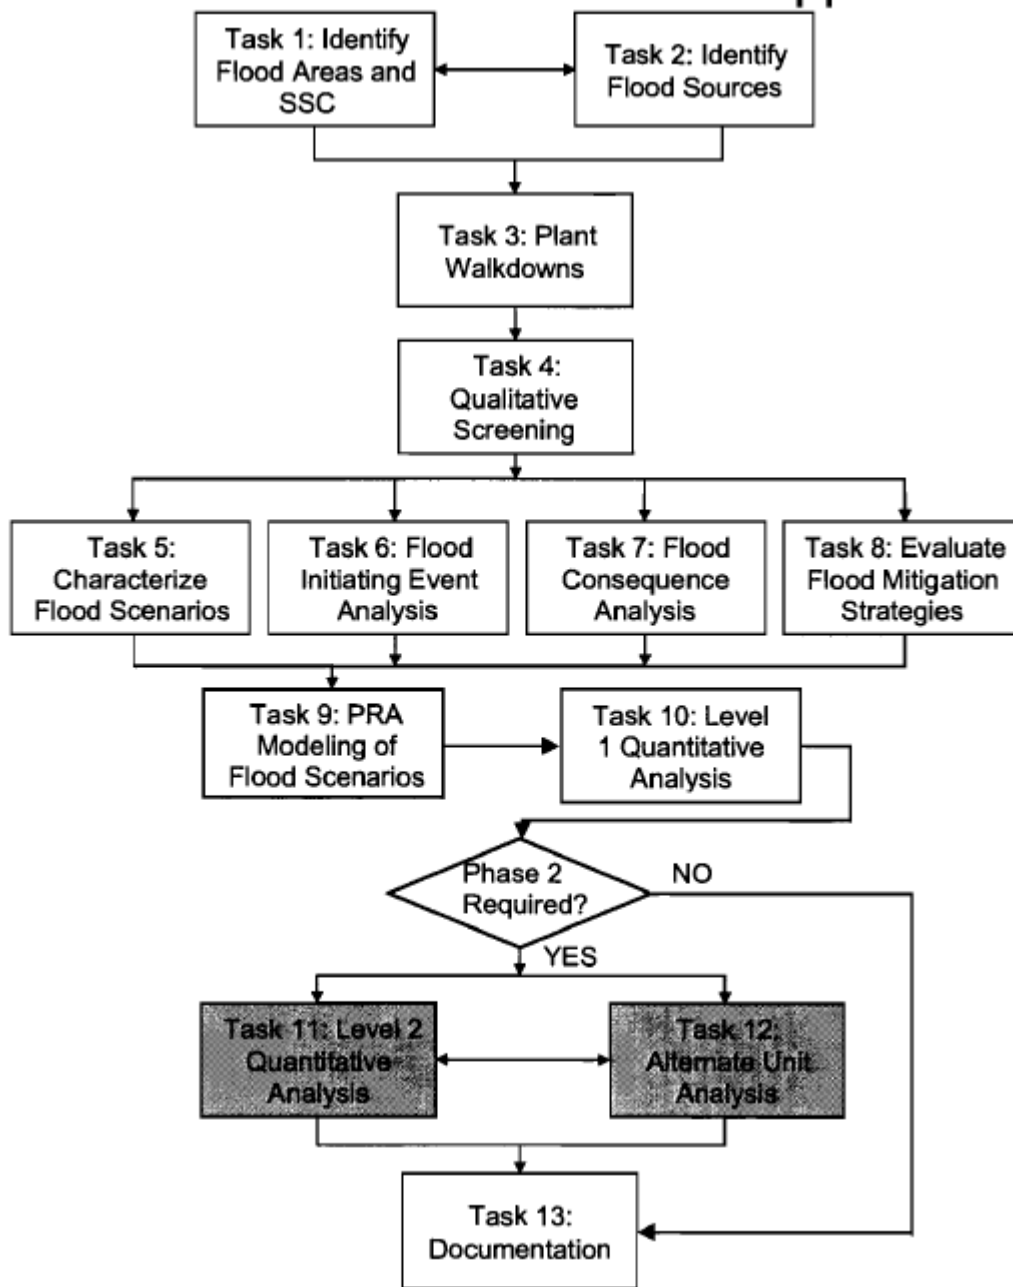 Task 1: Identify
Flood Areas and
SSC
Task 2: Identify
Flood Sources
Task 3: Plant
Walkdowns
Task 4:
Qualitative
Screening
Task 5:
Characterize
Flood Scenarios
Task 6: Flood
Initiating Event
Analysis
Task 7: Flood
Consequence
Analysis
Task 8: Evaluate
Flood Mitigation
Strategies
Task 9: PRA
Modeling of
Flood Scenarios
Task 10: Level
1 Quantitative
Analysis
Phase 2
Required?
NO
YES
Task 11: Level 2
Quantitative
Analysis
Task 12:
Alternate Unit
Analysis
Task 13:
Documentation